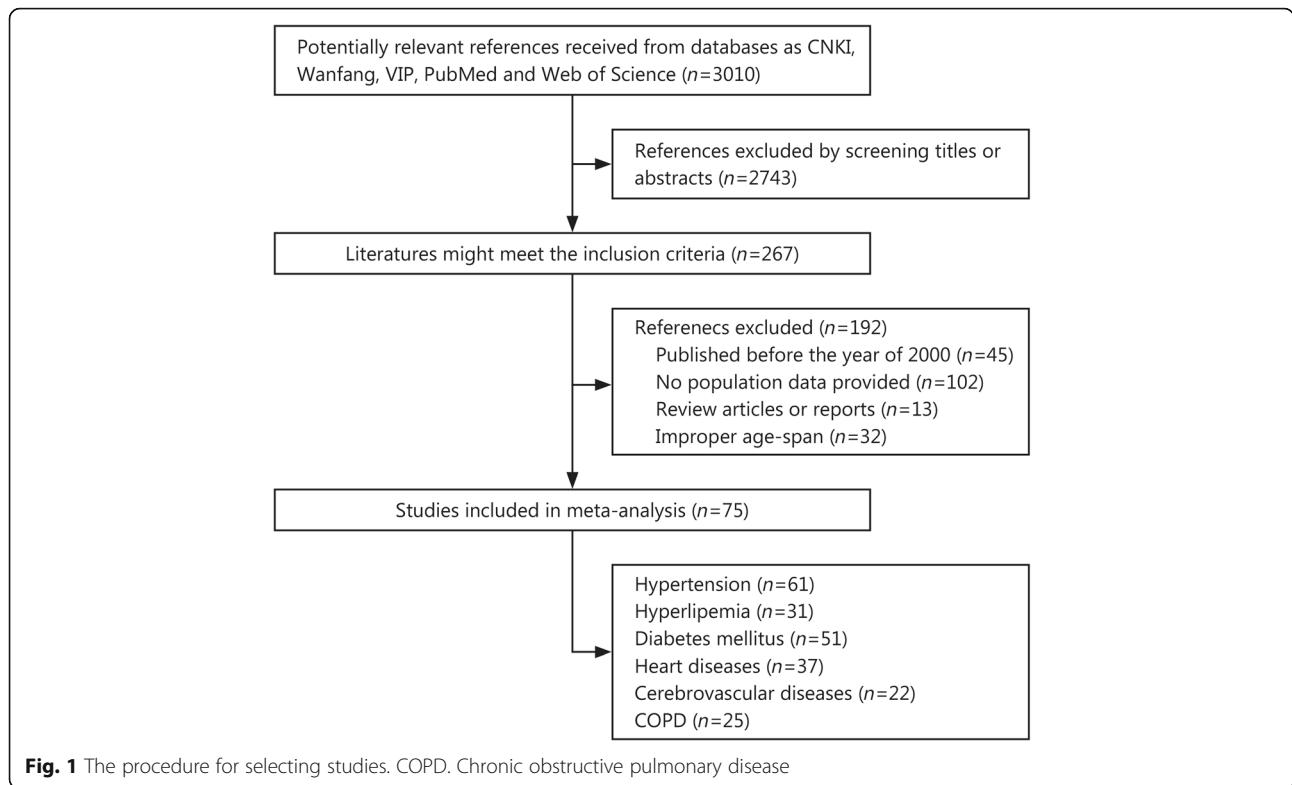 Potentially relevant references received from databases as CNKI,
Wanfang, VIP, PubMed and Web of Science (n=3010)
References excluded by screening titles or
abstracts (n=2743)
Literatures might meet the inclusion criteria (n=267)
Referenecs excluded (n=192)
Published before the year of 2000 (n=45)
No population data provided (n=102)
Review articles or reports (n=13)
Improper age-span (n=32)
Studies included in meta-analysis (n=75)
Hypertension (n=61)
Hyperlipemia (n=31)
Diabetes mellitus (n=51)
Heart diseases (n=37)
Cerebrovascular diseases (n=22)
COPD (n=25)
Fig. 1 The procedure for selecting studies. COPD. Chronic obstructive pulmonary disease